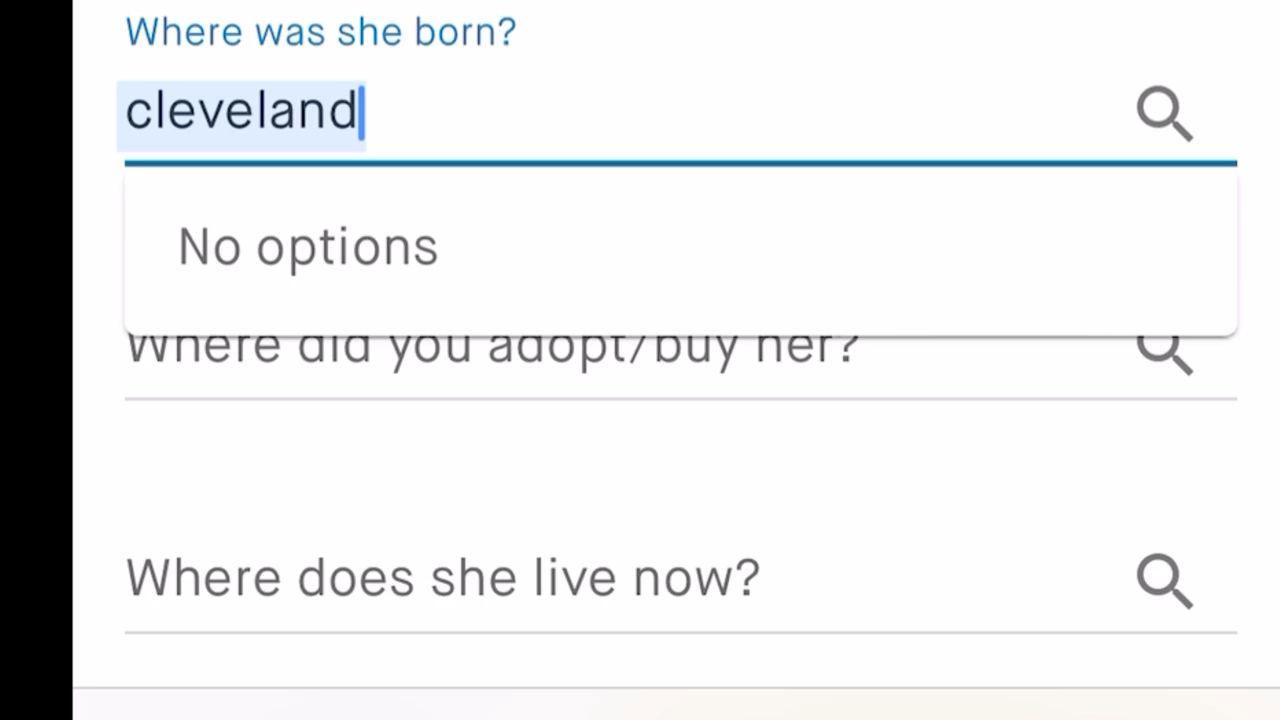 Where was she born?
cleveland
No options
Where did you adopt/buy her?
Where does she live now?